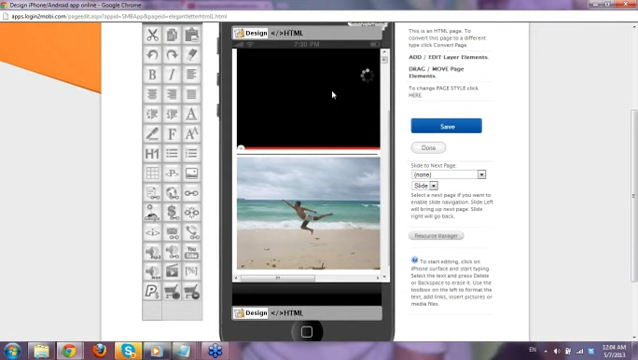 Design iPhone/Android app online - Google Chrome
apps.login2mobi.com/pageedit.aspx?appid=SMBApp&pageid=elegantletterhtml1.html
Design </>HTML
7:30 PM
This is an HTML page. To
convert this page to a different
type click Convert Page
ADD / EDIT Layer Elements.
DRAG / MOVE Page
Elements.
To change PAGE STYLE click
HERE.
Save
Done
Slide to Next Page:
(none)
Slide
Select a next page if you want to
enable slide navigation. Slide Left
will bring up next page. Slide
right will go back.
Resource Manager
To start editing, click on
iPhone surface and start typing.
Select the text and press Delete
or Backspace to erase it. Use the
toolbox on the left to format the
text, add links, insert pictures or
media files.
B
I
A
F
A
H1
-P-
$
You
Tube
[%]
P$
Design </>HTML
EN
12:04 AM
5/7/2013